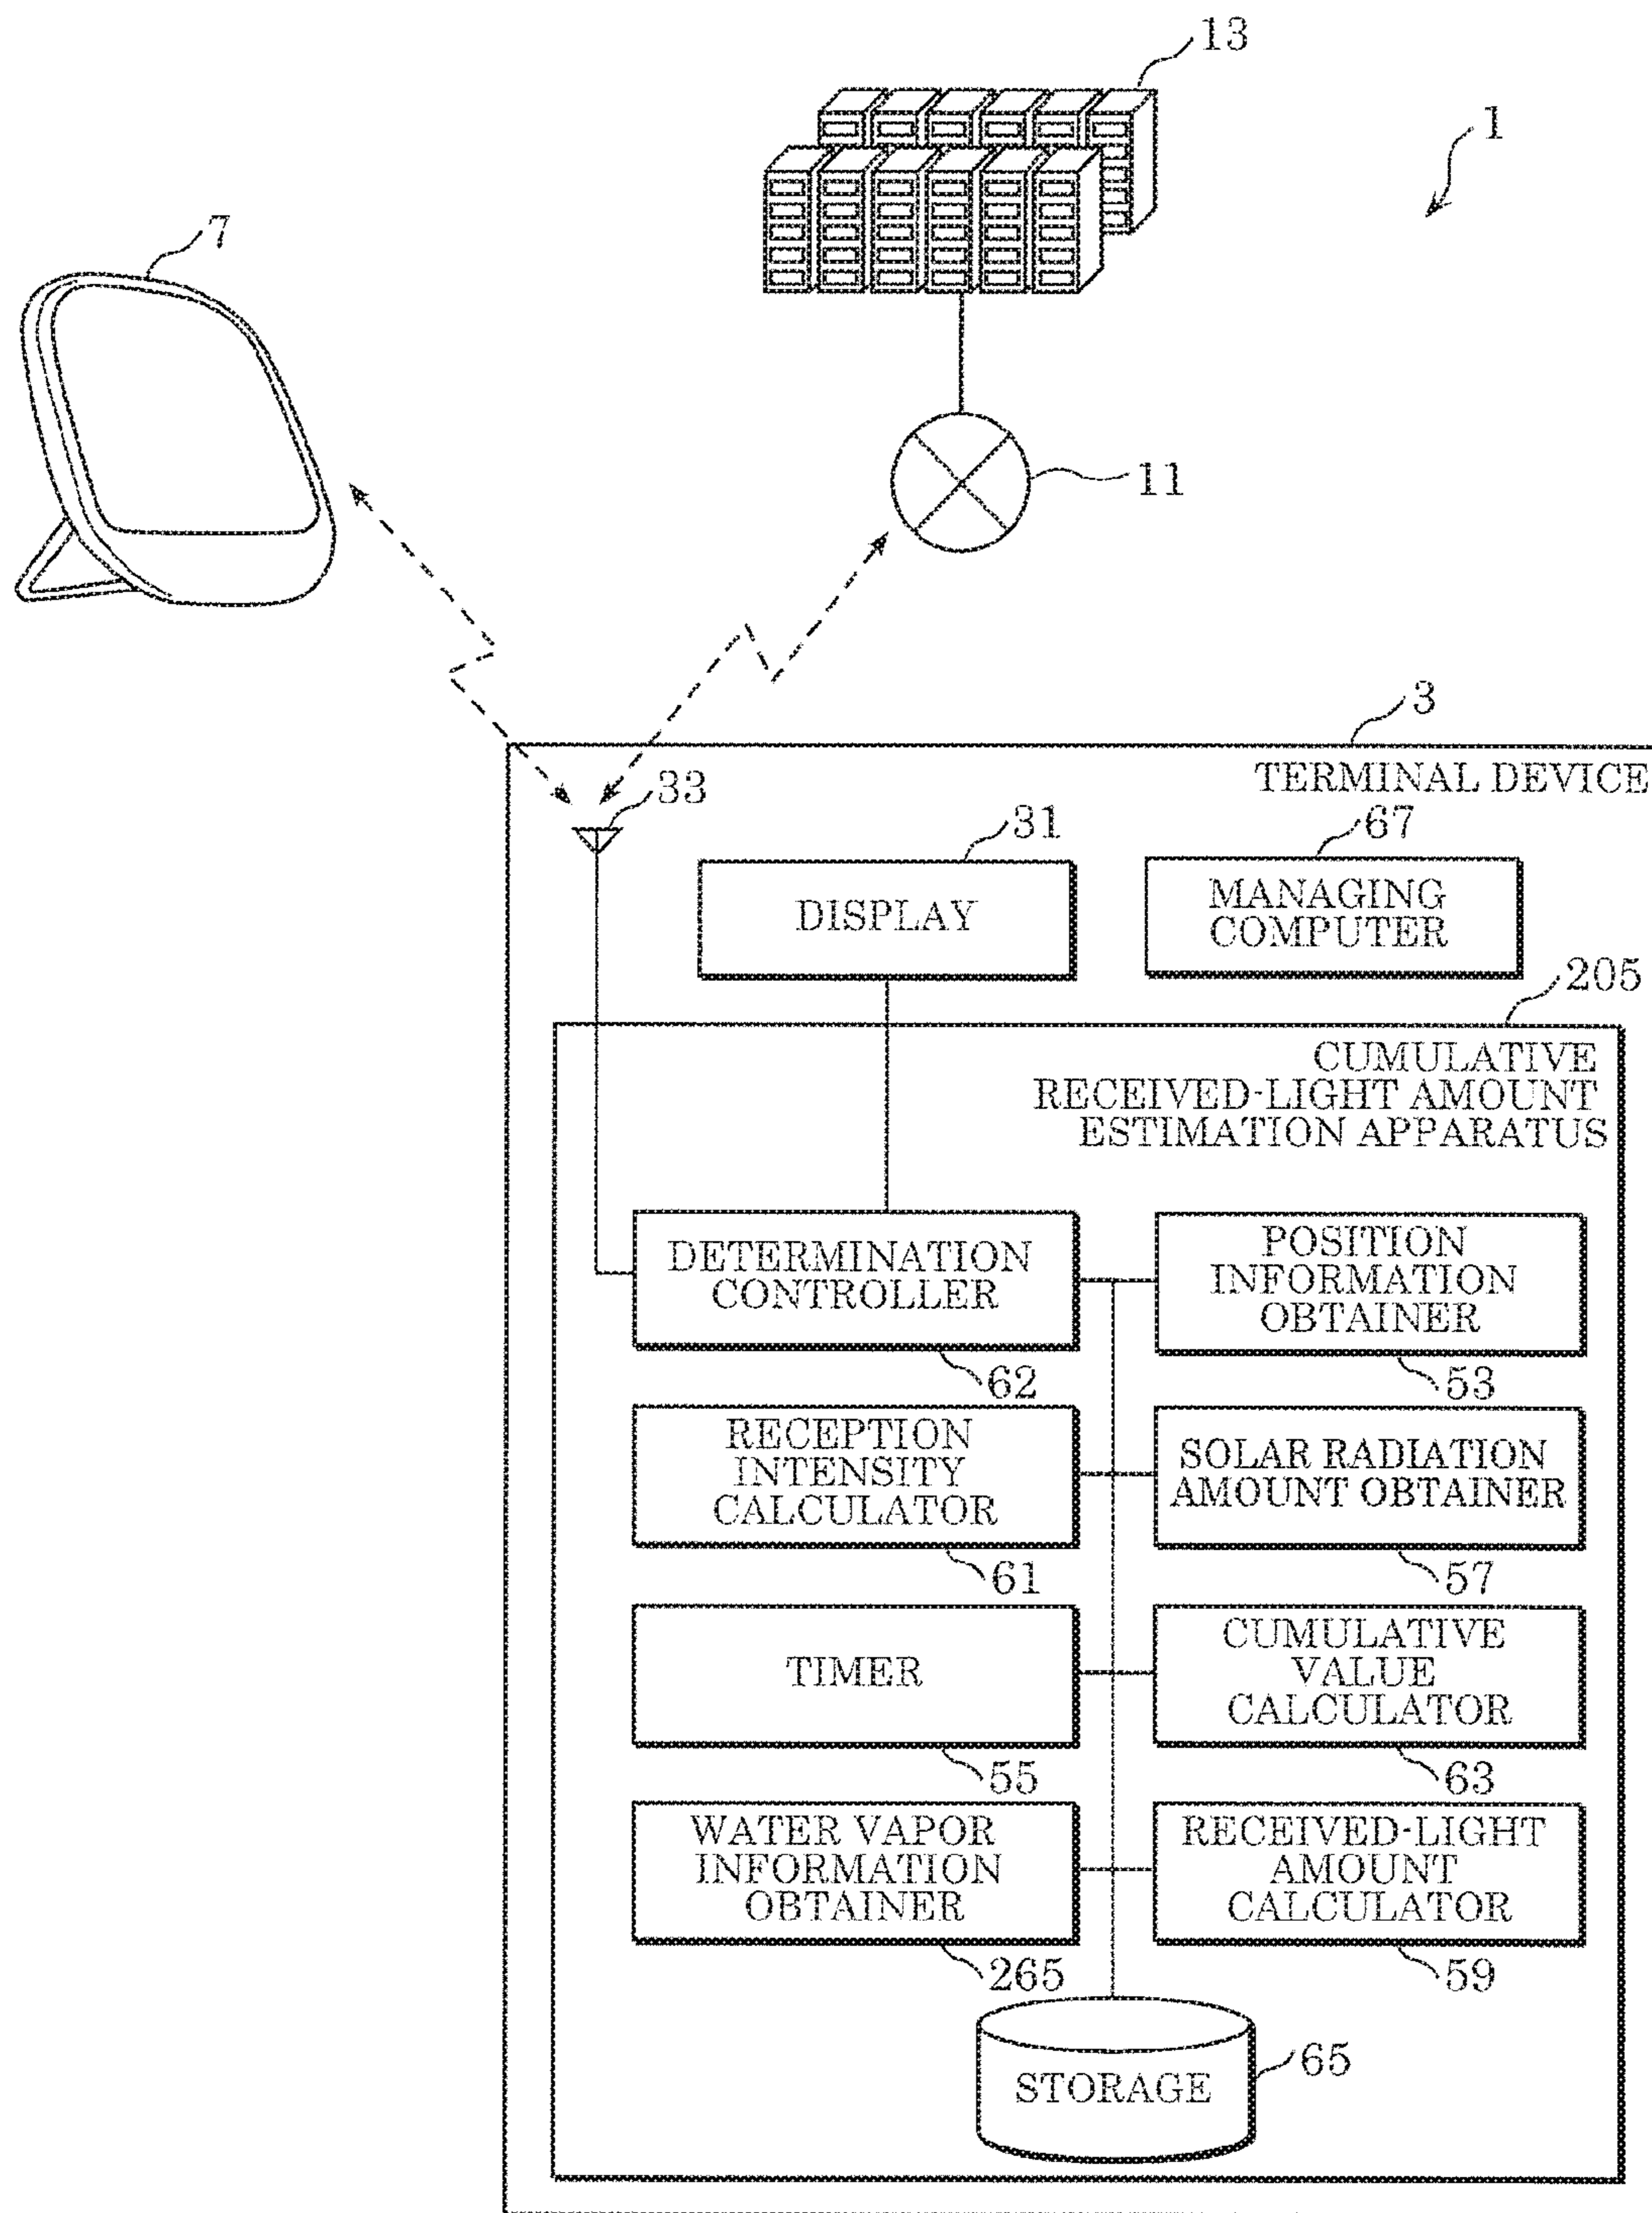 13
1
7
11
3
TERMINAL DEVICE
33
31
67
DISPLAY
MANAGING
COMPUTER
205
CUMULATIVE
RECEIVED-LIGHT AMOUNT
ESTIMATION APPARATUS
DETERMINATION
CONTROLLER
62
POSITION
INFORMATION
OBTAINER
53
RECEPTION
INTENSITY
CALCULATOR
61
SOLAR RADIATION
AMOUNT OBTAINER
57
TIMER
55
CUMULATIVE
VALUE
CALCULATOR
63
WATER VAPOR
INFORMATION
OBTAINER
265
RECEIVED-LIGHT
AMOUNT
CALCULATOR
59
STORAGE
65